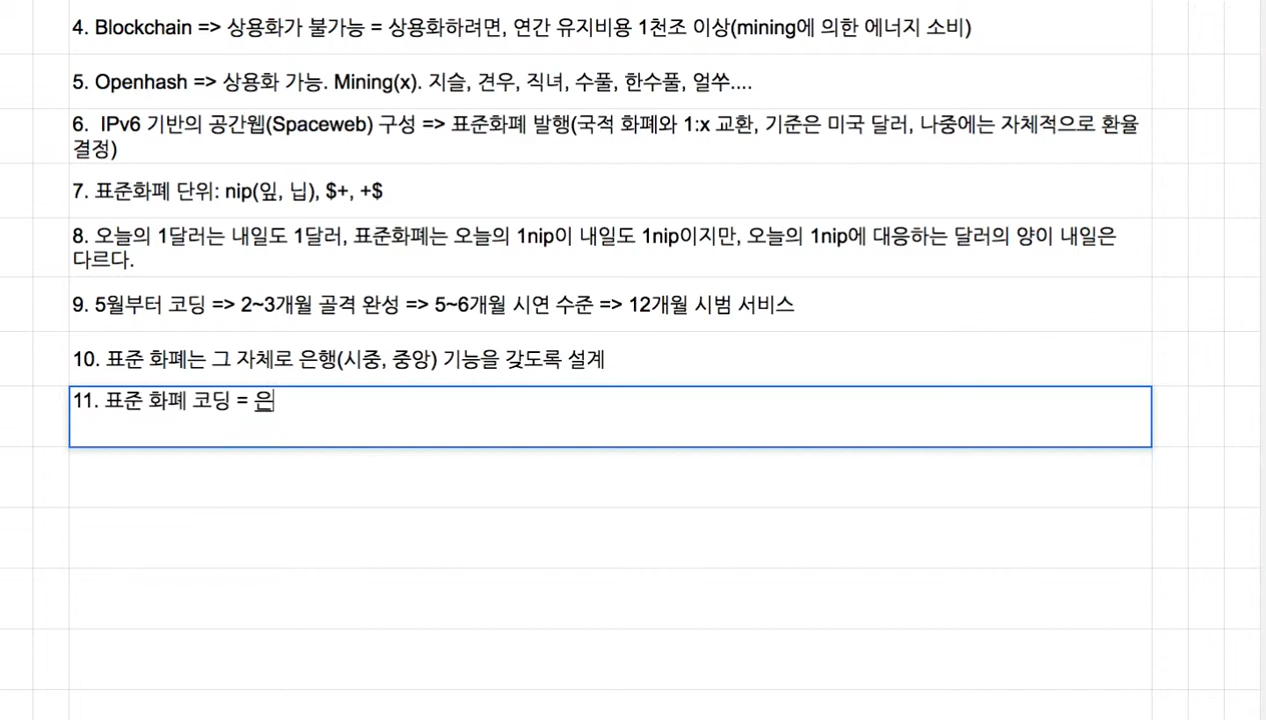 4. Blockchain => 상용화가 불가능 = 상용화하려면, 연간 유지비용 1천조 이상(mining에 의한 에너지 소비)
5. Openhash => 상용화 가능. Mining(x). 지슬, 견우, 직녀, 수풀, 한수풀, 얼쑤....
6.  IPv6 기반의 공간웹(Spaceweb) 구성 => 표준화폐 발행(국적 화폐와 1:x 교환, 기준은 미국 달러, 나중에는 자체적으로 환율
결정)
7. 표준화폐 단위: nip(잎, 닙), $+, +$
8. 오늘의 1달러는 내일도 1달러, 표준화폐는 오늘의 1nip이 내일도 1nip이지만, 오늘의 1nip에 대응하는 달러의 양이 내일은
다르다.
9. 5월부터 코딩 => 2~3개월 골격 완성 => 5~6개월 시연 수준 => 12개월 시범 서비스
10. 표준 화폐는 그 자체로 은행(시중, 중앙) 기능을 갖도록 설계
11. 표준 화폐 코딩 = 은